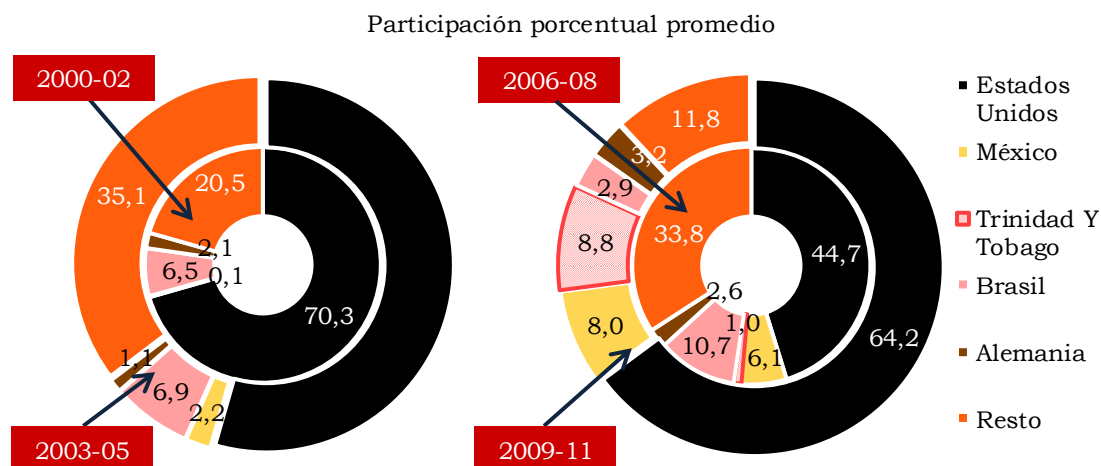 Participación porcentual promedio
2000-02
2006-08
Estados
Unidos
México
Trinidad Y
Tobago
Brasil
Alemania
Resto
35,1
20,5
2,1
6,5
0,1
70,3
1,1
6,9
2,2
2003-05
11,8
3,2
2,9
8,8
33,8
44,7
2,6
1,0
8,0
10,7
6,1
64,2
2009-11